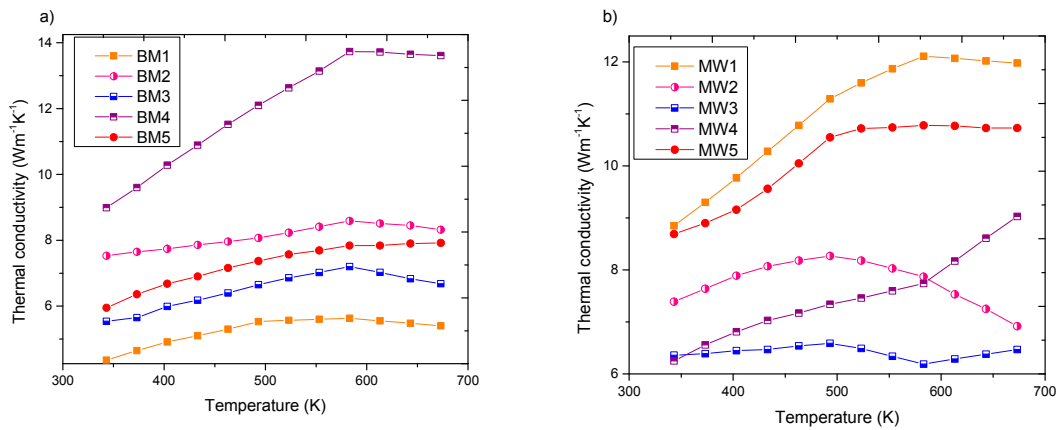 a)
14
12
10
8
6
Thermal conductivity (Wm⁻¹K⁻¹)
BM1
BM2
BM3
BM4
BM5
300 400 500 600 700
Temperature (K)
b)
12
10
8
6
Thermal conductivity (Wm⁻¹K⁻¹)
MW1
MW2
MW3
MW4
MW5
300 400 500 600 700
Temperature (K)